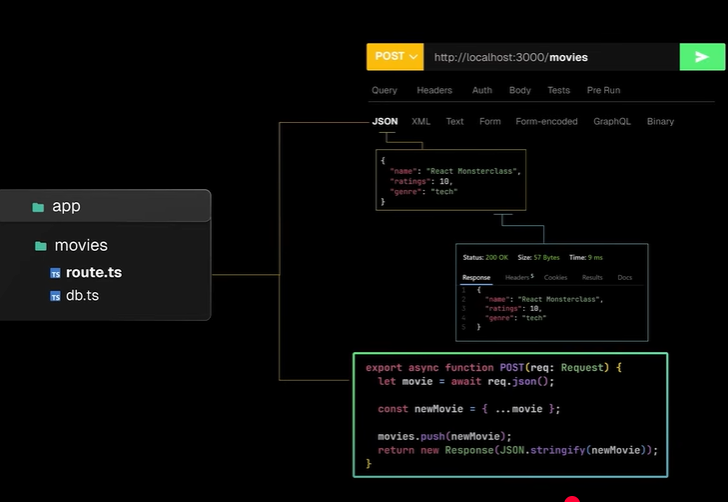 POST
http://localhost:3000/movies
Query Headers Auth Body Tests Pre Run
JSON XML Text Form Form-encoded GraphQL Binary
{
"name": "React Monsterclass",
"ratings": 10,
"genre": "tech"
}
app
movies
TS route.ts
TS db.ts
Status: 200 OK Size: 57 Bytes Time: 9 ms
Response Headers 5 Cookies Results Docs
1 {
2 "name": "React Monsterclass",
3 "ratings": 10,
4 "genre": "tech"
5 }
export async function POST(req: Request) {
let movie = await req.json();
const newMovie = { ...movie };
movies.push(newMovie);
return new Response(JSON.stringify(newMovie));
}